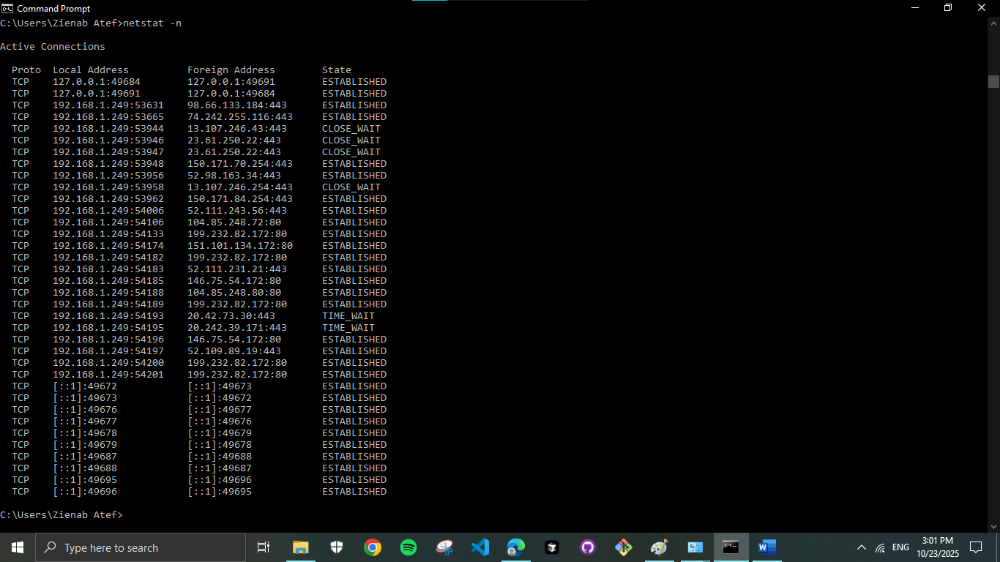 Command Prompt
C:\Users\Zienab Atef>netstat -n
Active Connections
Proto  Local Address          Foreign Address        State
TCP    127.0.0.1:49684        127.0.0.1:49691        ESTABLISHED
TCP    127.0.0.1:49691        127.0.0.1:49684        ESTABLISHED
TCP    192.168.1.249:53631    98.66.133.184:443      ESTABLISHED
TCP    192.168.1.249:53665    74.242.255.116:443     ESTABLISHED
TCP    192.168.1.249:53944    13.107.246.43:443      CLOSE_WAIT
TCP    192.168.1.249:53946    23.61.250.22:443       CLOSE_WAIT
TCP    192.168.1.249:53947    23.61.250.22:443       CLOSE_WAIT
TCP    192.168.1.249:53948    150.171.70.254:443     ESTABLISHED
TCP    192.168.1.249:53956    52.98.163.34:443       ESTABLISHED
TCP    192.168.1.249:53958    13.107.246.254:443     CLOSE_WAIT
TCP    192.168.1.249:53962    150.171.84.254:443     ESTABLISHED
TCP    192.168.1.249:54006    52.111.243.56:443      ESTABLISHED
TCP    192.168.1.249:54106    104.85.248.72:80       ESTABLISHED
TCP    192.168.1.249:54133    199.232.82.172:80      ESTABLISHED
TCP    192.168.1.249:54174    151.101.134.172:80     ESTABLISHED
TCP    192.168.1.249:54182    199.232.82.172:80      ESTABLISHED
TCP    192.168.1.249:54183    52.111.231.21:443      ESTABLISHED
TCP    192.168.1.249:54185    146.75.54.172:80       ESTABLISHED
TCP    192.168.1.249:54188    104.85.248.80:80       ESTABLISHED
TCP    192.168.1.249:54189    199.232.82.172:80      ESTABLISHED
TCP    192.168.1.249:54193    20.42.73.30:443        TIME_WAIT
TCP    192.168.1.249:54195    20.242.39.171:443      TIME_WAIT
TCP    192.168.1.249:54196    146.75.54.172:80       ESTABLISHED
TCP    192.168.1.249:54197    52.109.89.19:443       ESTABLISHED
TCP    192.168.1.249:54200    199.232.82.172:80      ESTABLISHED
TCP    192.168.1.249:54201    199.232.82.172:80      ESTABLISHED
TCP    [::1]:49672            [::1]:49673            ESTABLISHED
TCP    [::1]:49673            [::1]:49672            ESTABLISHED
TCP    [::1]:49676            [::1]:49677            ESTABLISHED
TCP    [::1]:49677            [::1]:49676            ESTABLISHED
TCP    [::1]:49678            [::1]:49679            ESTABLISHED
TCP    [::1]:49679            [::1]:49678            ESTABLISHED
TCP    [::1]:49687            [::1]:49688            ESTABLISHED
TCP    [::1]:49688            [::1]:49687            ESTABLISHED
TCP    [::1]:49695            [::1]:49696            ESTABLISHED
TCP    [::1]:49696            [::1]:49695            ESTABLISHED
C:\Users\Zienab Atef>
Type here to search
ENG
3:01 PM
10/23/2025